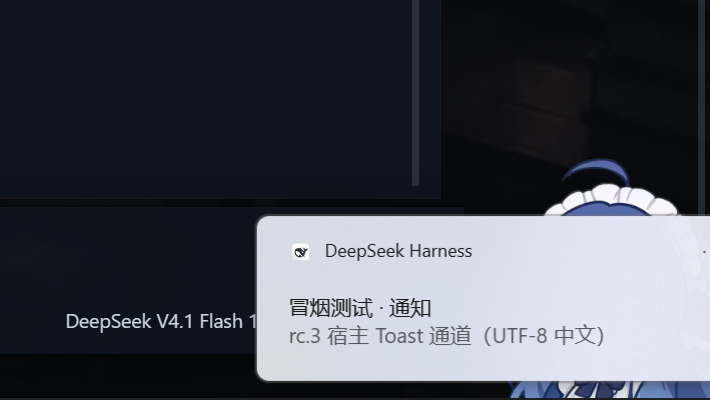 DeepSeek Harness
冒烟测试 · 通知
DeepSeek V4.1 Flash 1
rc.3 宿主 Toast 通道（UTF-8 中文）